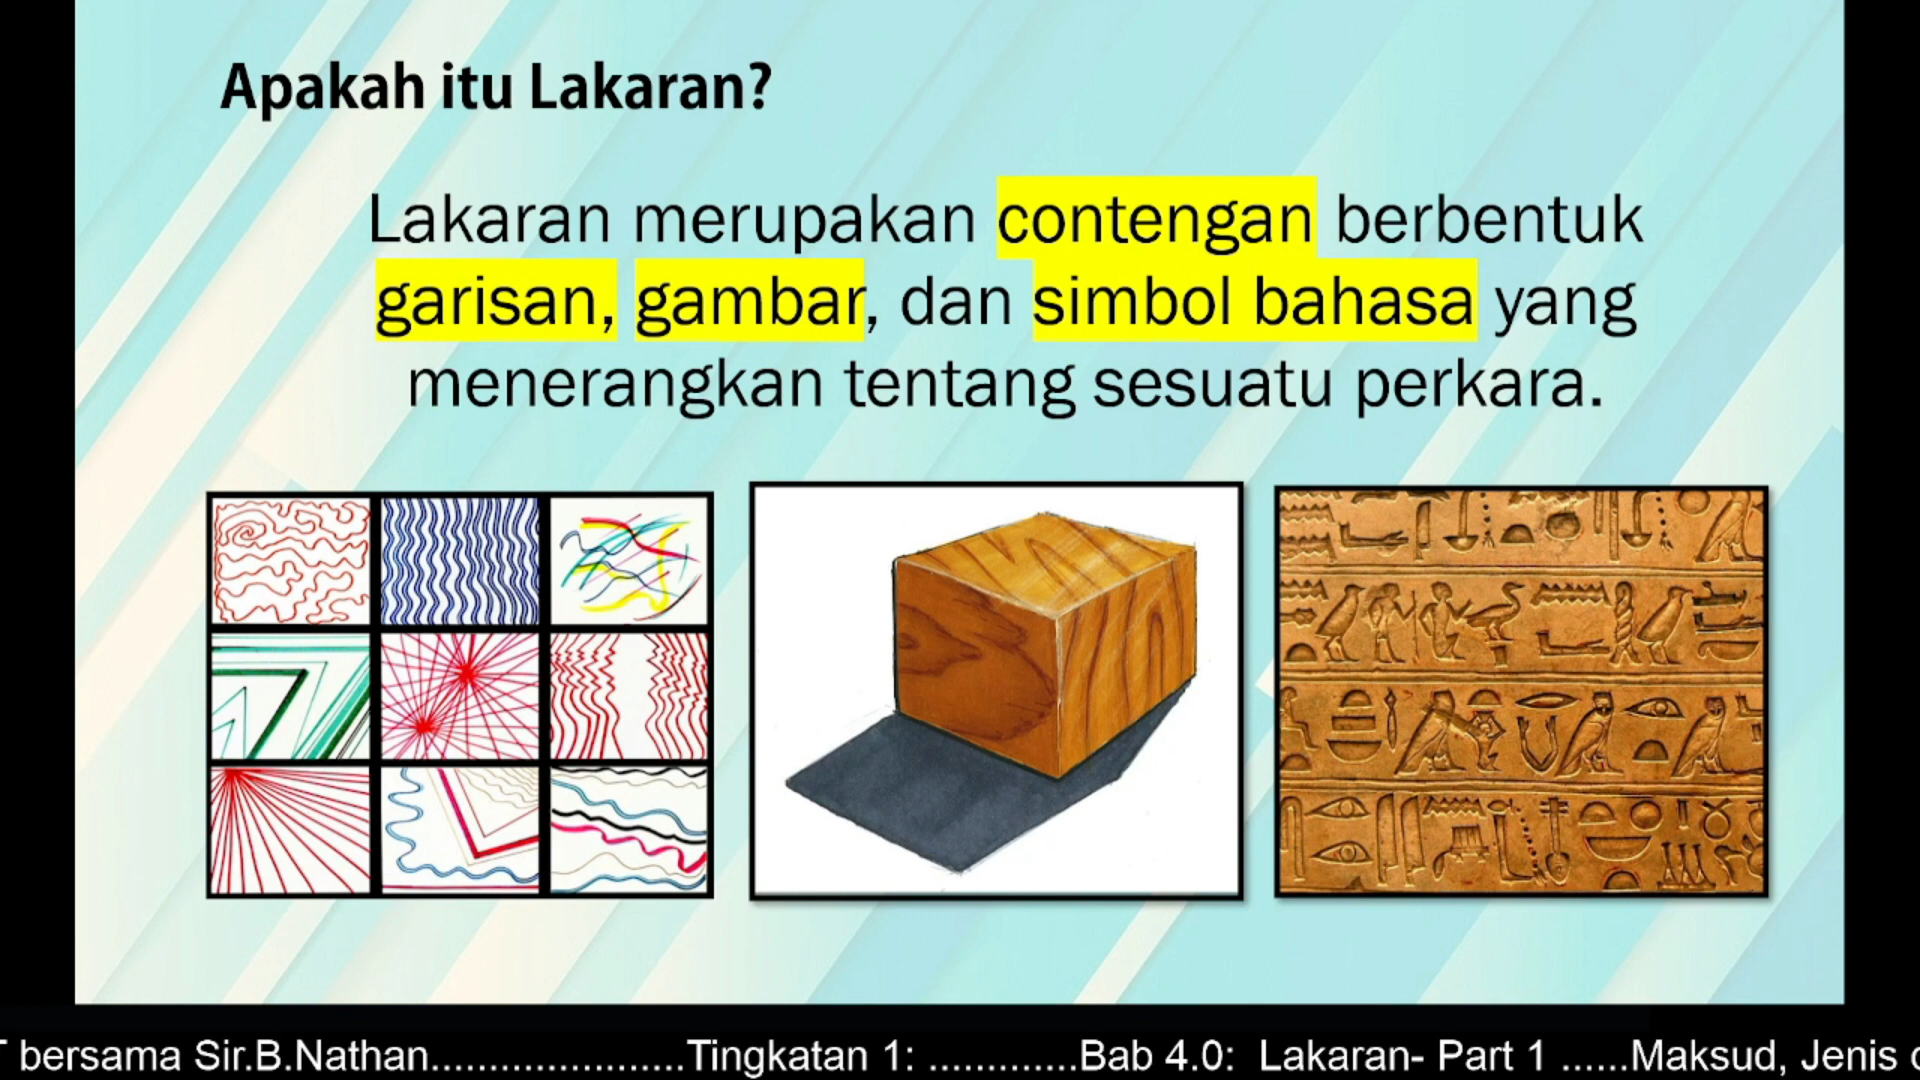 Apakah itu Lakaran?
Lakaran merupakan contengan berbentuk
garisan, gambar, dan simbol bahasa yang
menerangkan tentang sesuatu perkara.
bersama Sir.B.Nathan.....................Tingkatan 1: .............Bab 4.0: Lakaran- Part 1 ......Maksud, Jenis